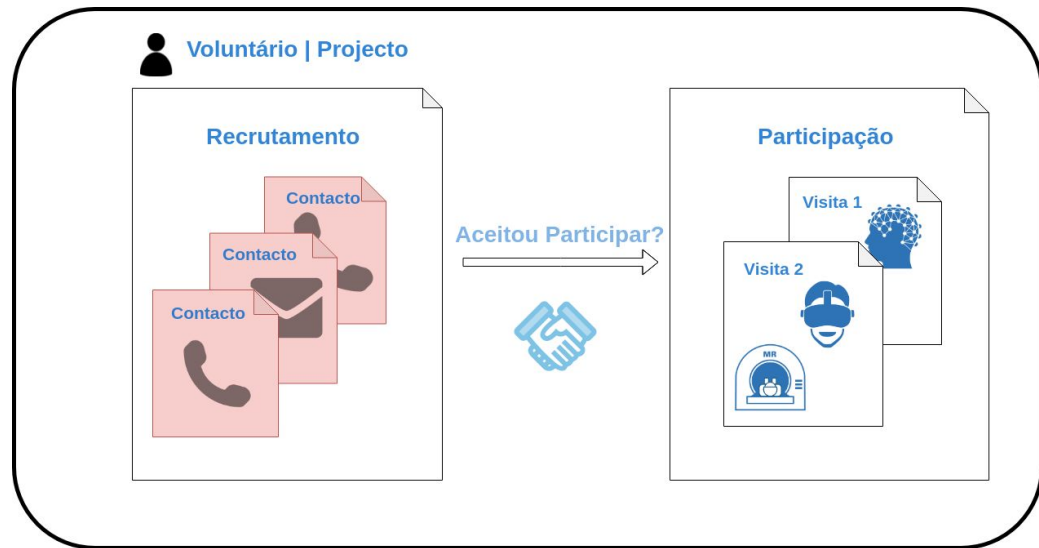 Voluntário | Projecto
Recrutamento
Contacto
Contacto
Contacto
Aceitou Participar?
Participação
Visita 1
Visita 2
MR